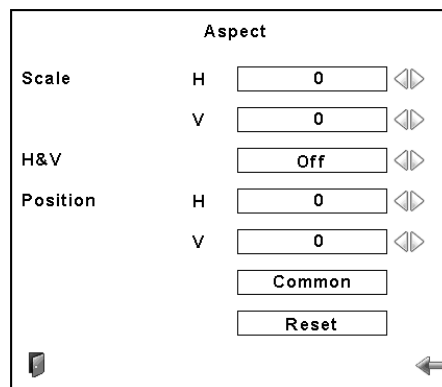 Aspect
Scale H 0
V 0
H&V Off
Position H 0
V 0
Common
Reset